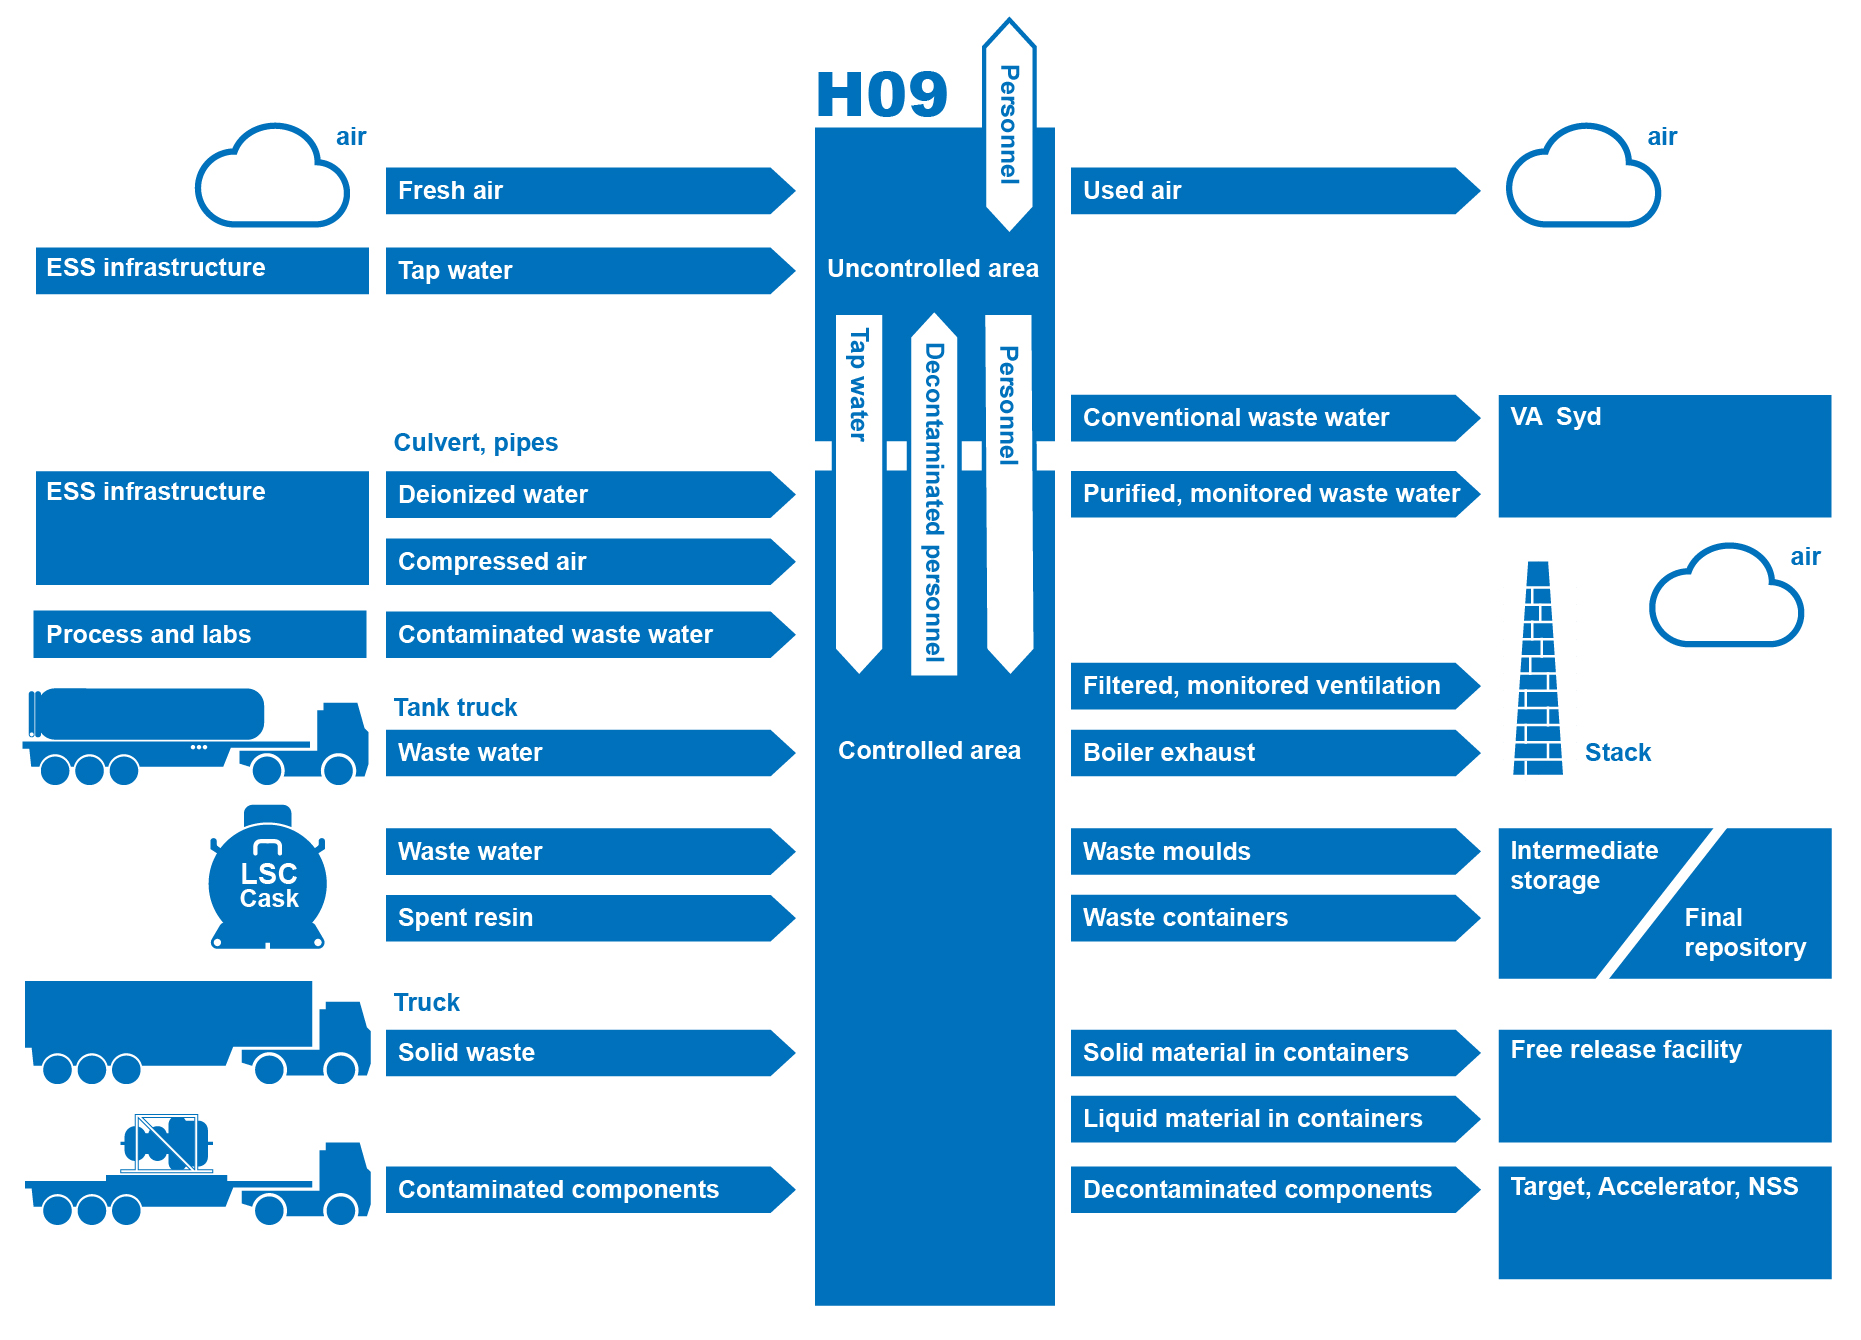 H09
Personnel
air
Fresh air
Used air
air
ESS infrastructure
Tap water
Uncontrolled area
Tap water
Decontaminated personnel
Personnel
Conventional waste water
VA Syd
Culvert, pipes
ESS infrastructure
Deionized water
Purified, monitored waste water
Compressed air
air
Process and labs
Contaminated waste water
Filtered, monitored ventilation
Tank truck
Waste water
Controlled area
Boiler exhaust
Stack
LSC
Cask
Waste water
Waste moulds
Intermediate
storage
Spent resin
Waste containers
Final
repository
Truck
Solid waste
Solid material in containers
Free release facility
Liquid material in containers
Contaminated components
Decontaminated components
Target, Accelerator, NSS